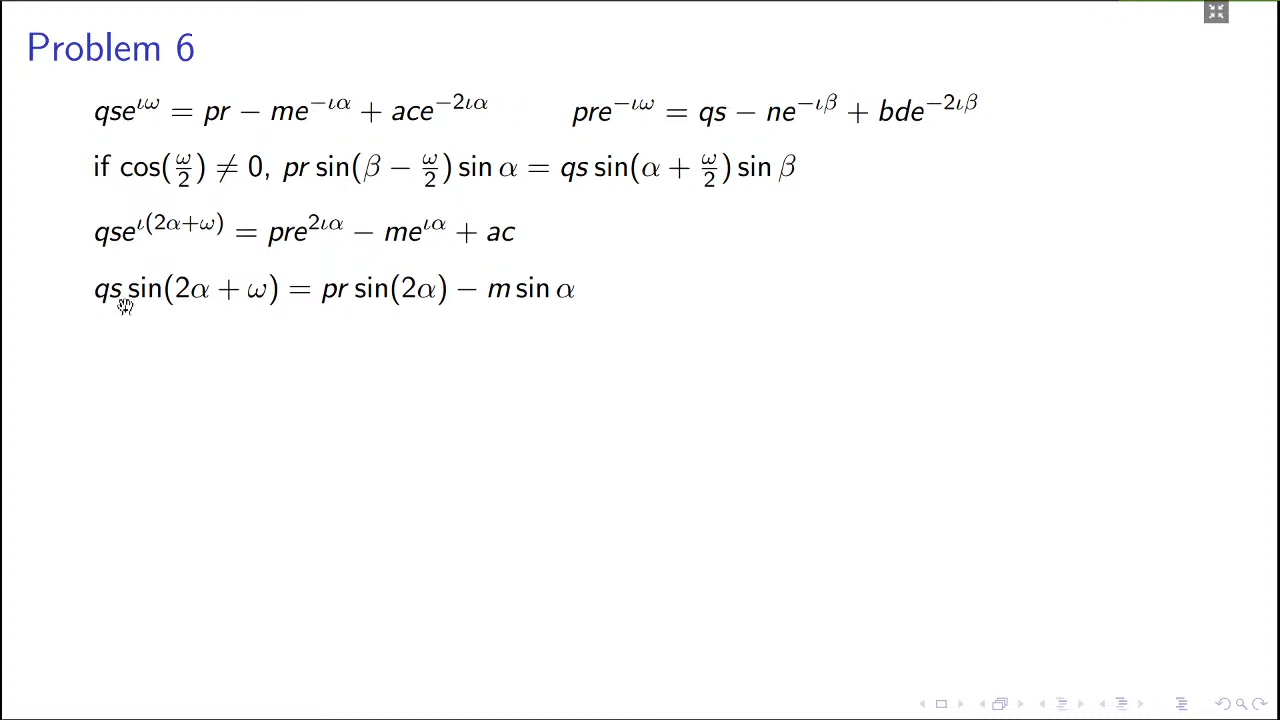 Problem 6
qse^{ιω} = pr − me^{−ια} + ace^{−2ια} pre^{−ιω} = qs − ne^{−ιβ} + bde^{−2ιβ}
if cos(ω/2) ≠ 0, pr sin(β − ω/2) sin α = qs sin(α + ω/2) sin β
qse^{ι(2α+ω)} = pre^{2ια} − me^{ια} + ac
qs sin(2α + ω) = pr sin(2α) − m sin α